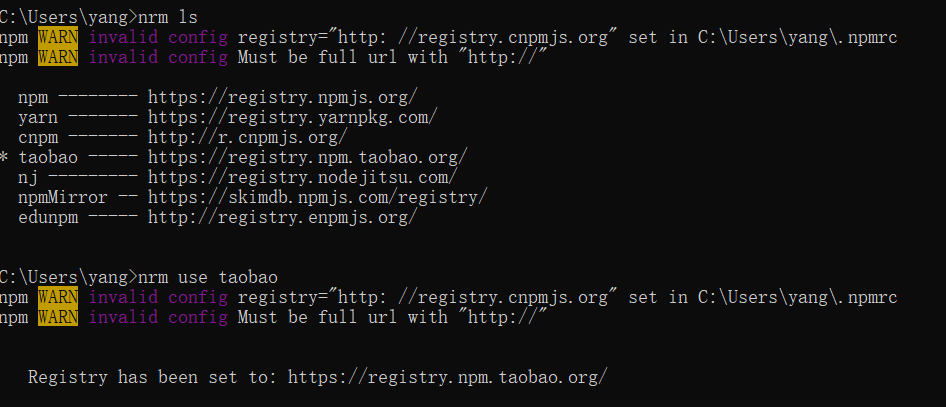 C:\Users\yang>nrm ls
npm WARN invalid config registry="http: //registry.cnpmjs.org" set in C:\Users\yang\.npmrc
npm WARN invalid config Must be full url with "http://"
npm -------- https://registry.npmjs.org/
yarn ------- https://registry.yarnpkg.com/
cnpm ------- http://r.cnpmjs.org/
* taobao ----- https://registry.npm.taobao.org/
nj --------- https://registry.nodejitsu.com/
npmMirror -- https://skimdb.npmjs.com/registry/
edunpm ----- http://registry.enpmjs.org/
C:\Users\yang>nrm use taobao
npm WARN invalid config registry="http: //registry.cnpmjs.org" set in C:\Users\yang\.npmrc
npm WARN invalid config Must be full url with "http://"
Registry has been set to: https://registry.npm.taobao.org/